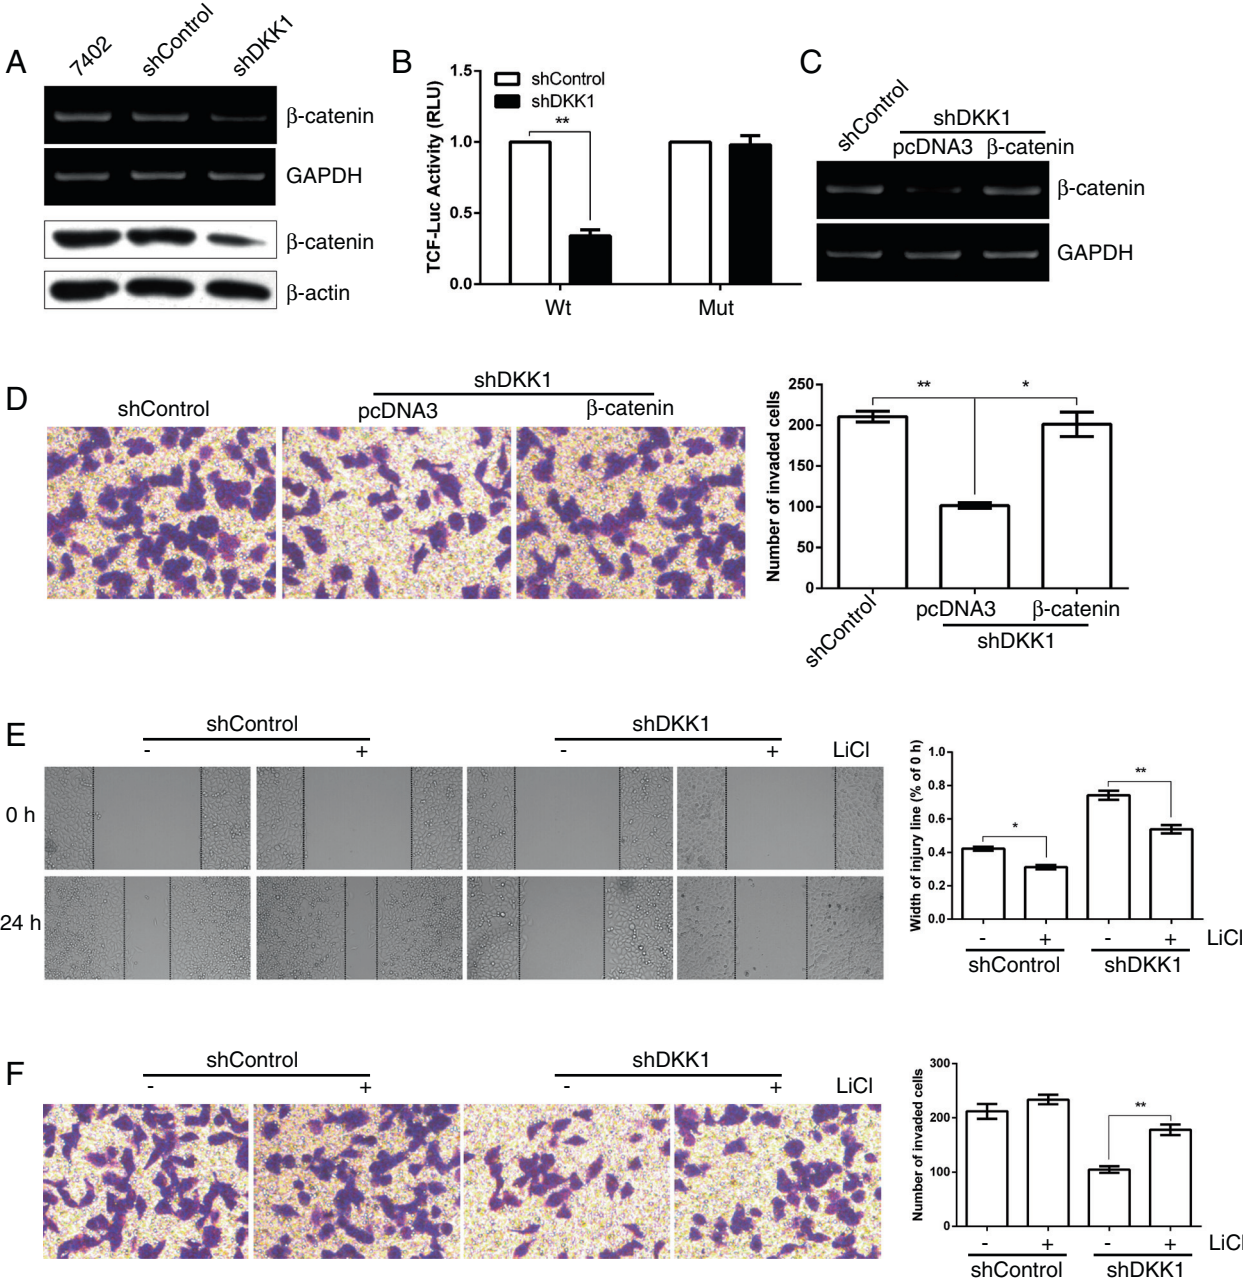 A
7402
shControl
shDKK1
β-catenin
GAPDH
β-catenin
β-actin
B
TCF-Luc Activity (RLU)
1.5
1.0
0.5
0.0
shControl
shDKK1
**
Wt
Mut
C
shControl
shDKK1
pcDNA3
β-catenin
β-catenin
GAPDH
D
shControl
shDKK1
pcDNA3
β-catenin
Number of invaded cells
250
200
150
100
50
0
**
*
shControl
pcDNA3
β-catenin
shDKK1
E
shControl
shDKK1
-
+
-
+
LiCl
0 h
24 h
Width of injury line (% of 0 h)
1.0
0.8
0.6
0.4
0.2
0.0
*
**
-
+
-
+
LiCl
shControl
shDKK1
F
shControl
shDKK1
-
+
-
+
LiCl
Number of invaded cells
300
200
100
0
**
-
+
-
+
LiCl
shControl
shDKK1